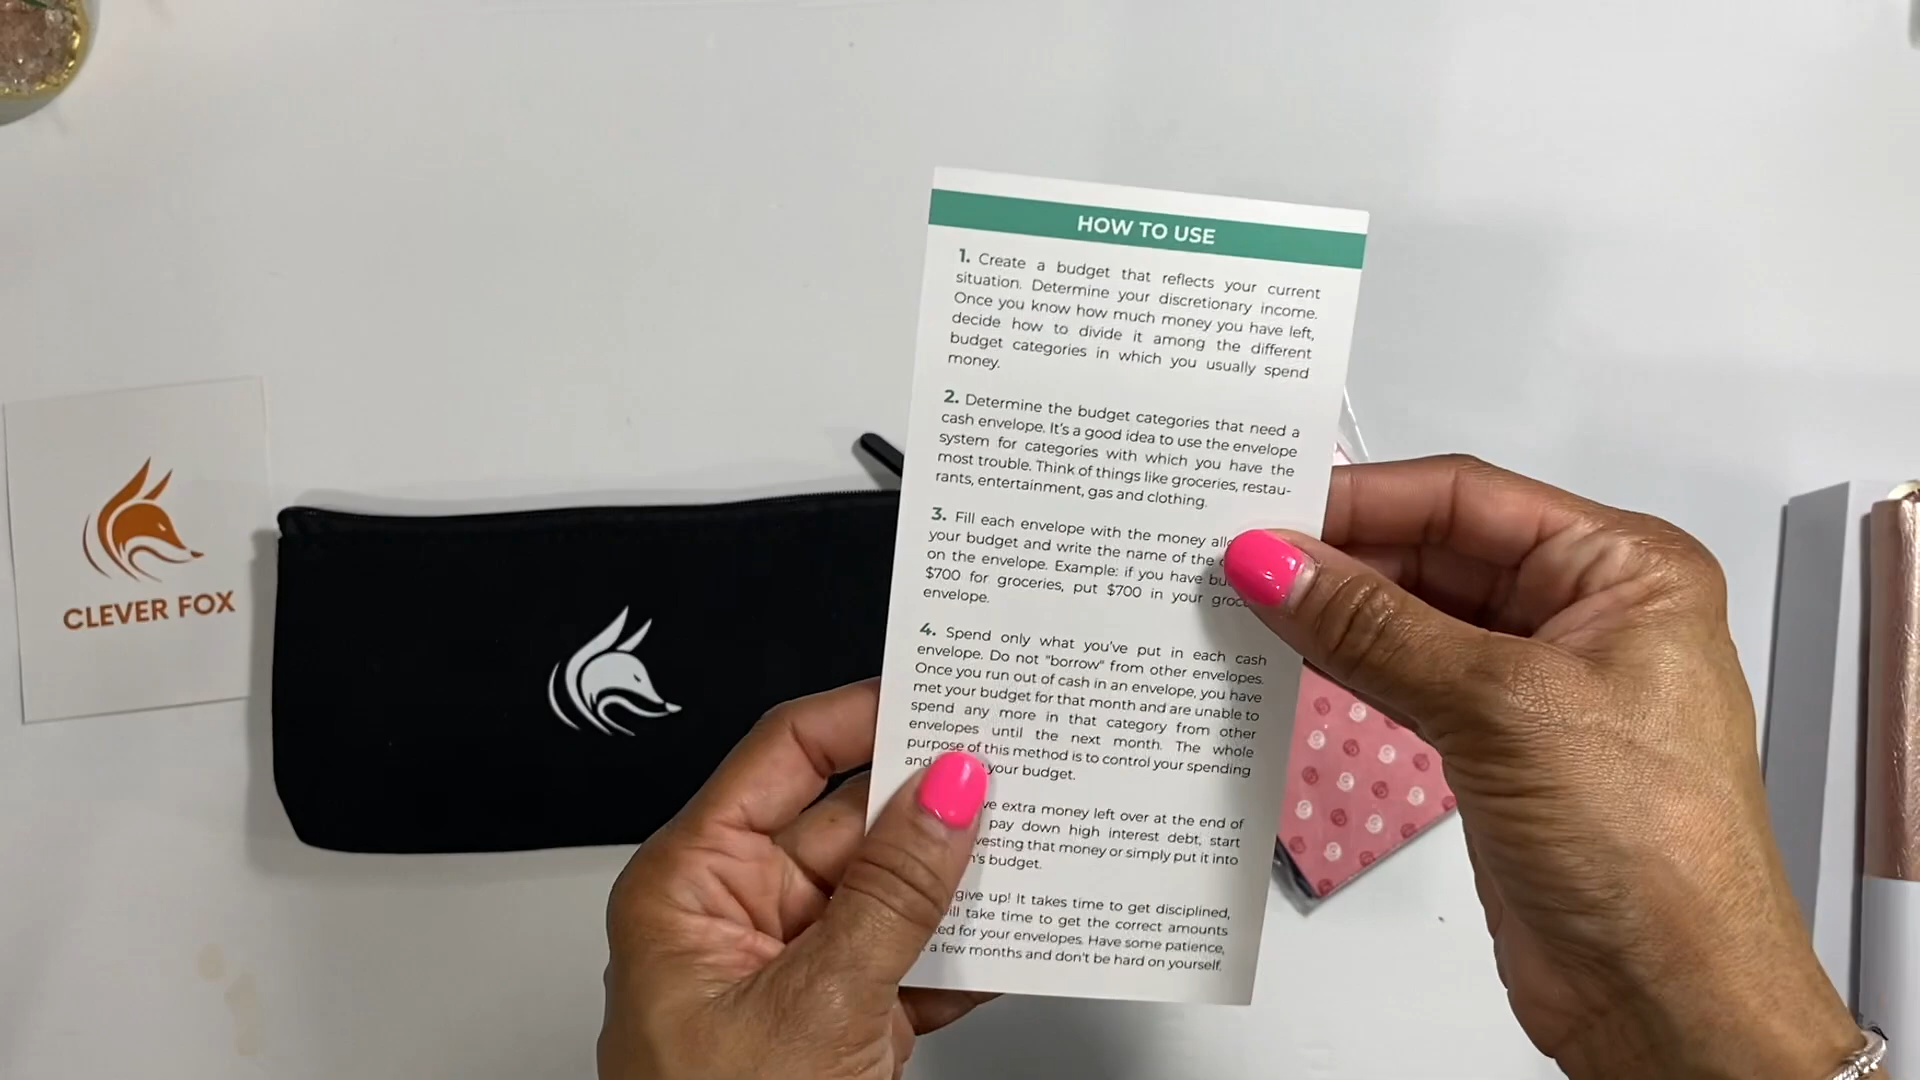 HOW TO USE
1. Create a budget that reflects your current
situation. Determine your discretionary income.
Once you know how much money you have left,
decide how to divide it among the different
budget categories in which you usually spend
money.
2. Determine the budget categories that need a
cash envelope. It's a good idea to use the envelope
system for categories with which you have the
most trouble. Think of things like groceries, restau-
rants, entertainment, gas and clothing.
3. Fill each envelope with the money
your budget and write the name of the
on the envelope. Example: if you have
$700 for groceries, put $700 in your
envelope.
4. Spend only what you've put in each cash
envelope. Do not "borrow" from other envelopes.
Once you run out of cash in an envelope, you have
met your budget for that month and are unable to
spend any more in that category from other
envelopes until the next month. The whole
purpose of this method is to control your spending
and your budget.
extra money left over at the end of
pay down high interest debt, start
that money or simply put it into
budget.
give up! It takes time to get disciplined,
take time to get the correct amounts
for your envelopes. Have some patience,
a few months and don't be hard on yourself.
CLEVER FOX